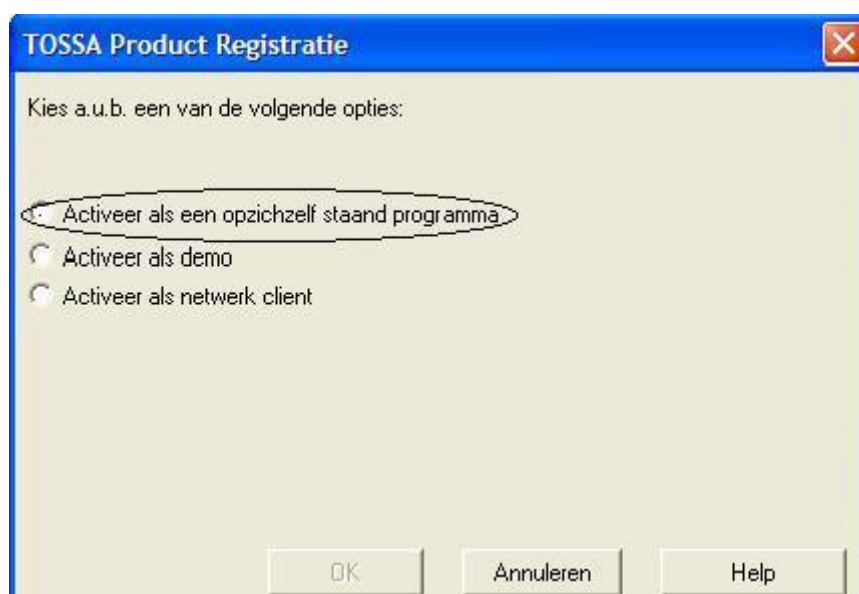 TOSSA Product Registratie
Kies a.u.b. een van de volgende opties:
Activeer als een opzichzelf staand programma
Activeer als demo
Activeer als netwerk client
OK Annuleren Help